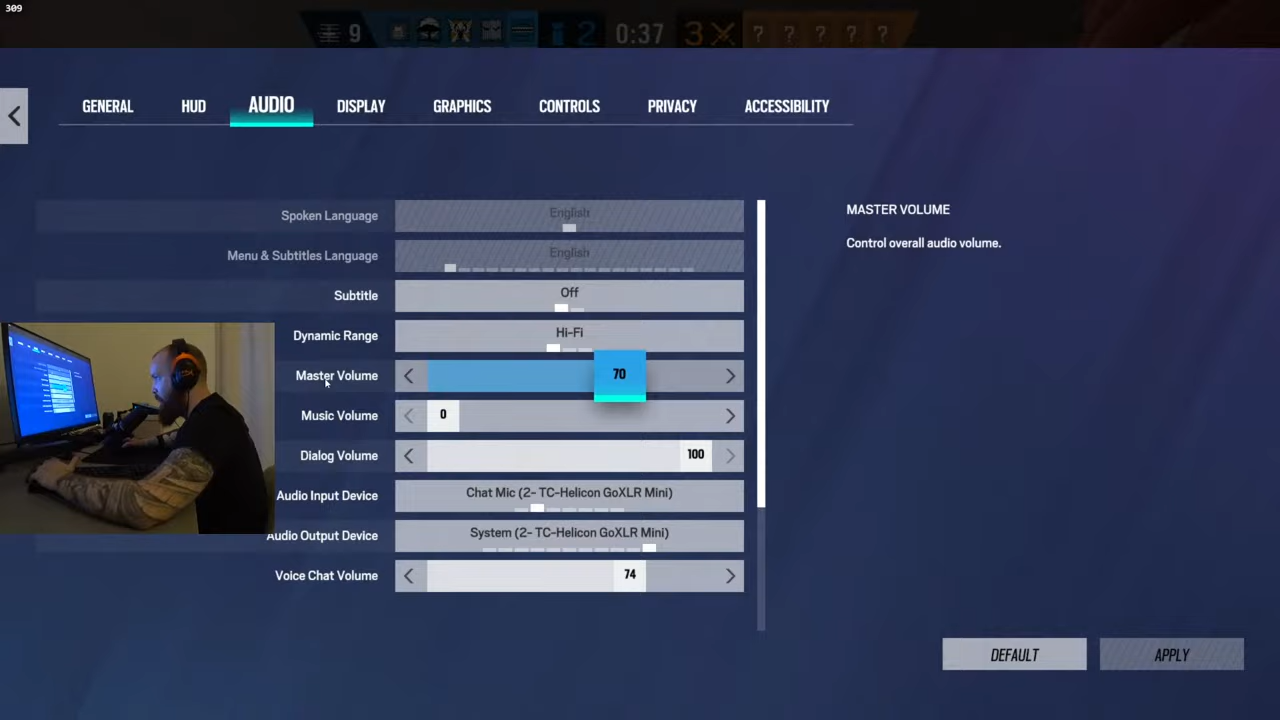 309
9
2
0:37
3
? ? ? ? ?
GENERAL
HUD
AUDIO
DISPLAY
GRAPHICS
CONTROLS
PRIVACY
ACCESSIBILITY
Spoken Language
English
Menu & Subtitles Language
English
Subtitle
Off
Dynamic Range
Hi-Fi
Master Volume
70
Music Volume
0
Dialog Volume
100
Audio Input Device
Chat Mic (2- TC-Helicon GoXLR Mini)
Audio Output Device
System (2- TC-Helicon GoXLR Mini)
Voice Chat Volume
74
MASTER VOLUME
Control overall audio volume.
DEFAULT
APPLY